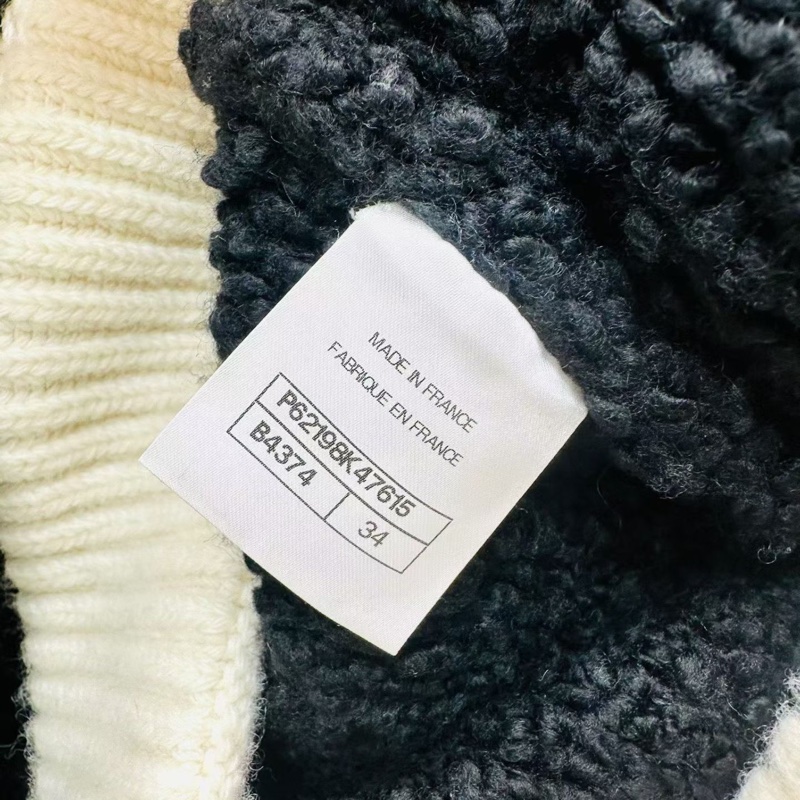 MADE IN FRANCE
FABRIQUE EN FRANCE
P62198K47615
B4374 34